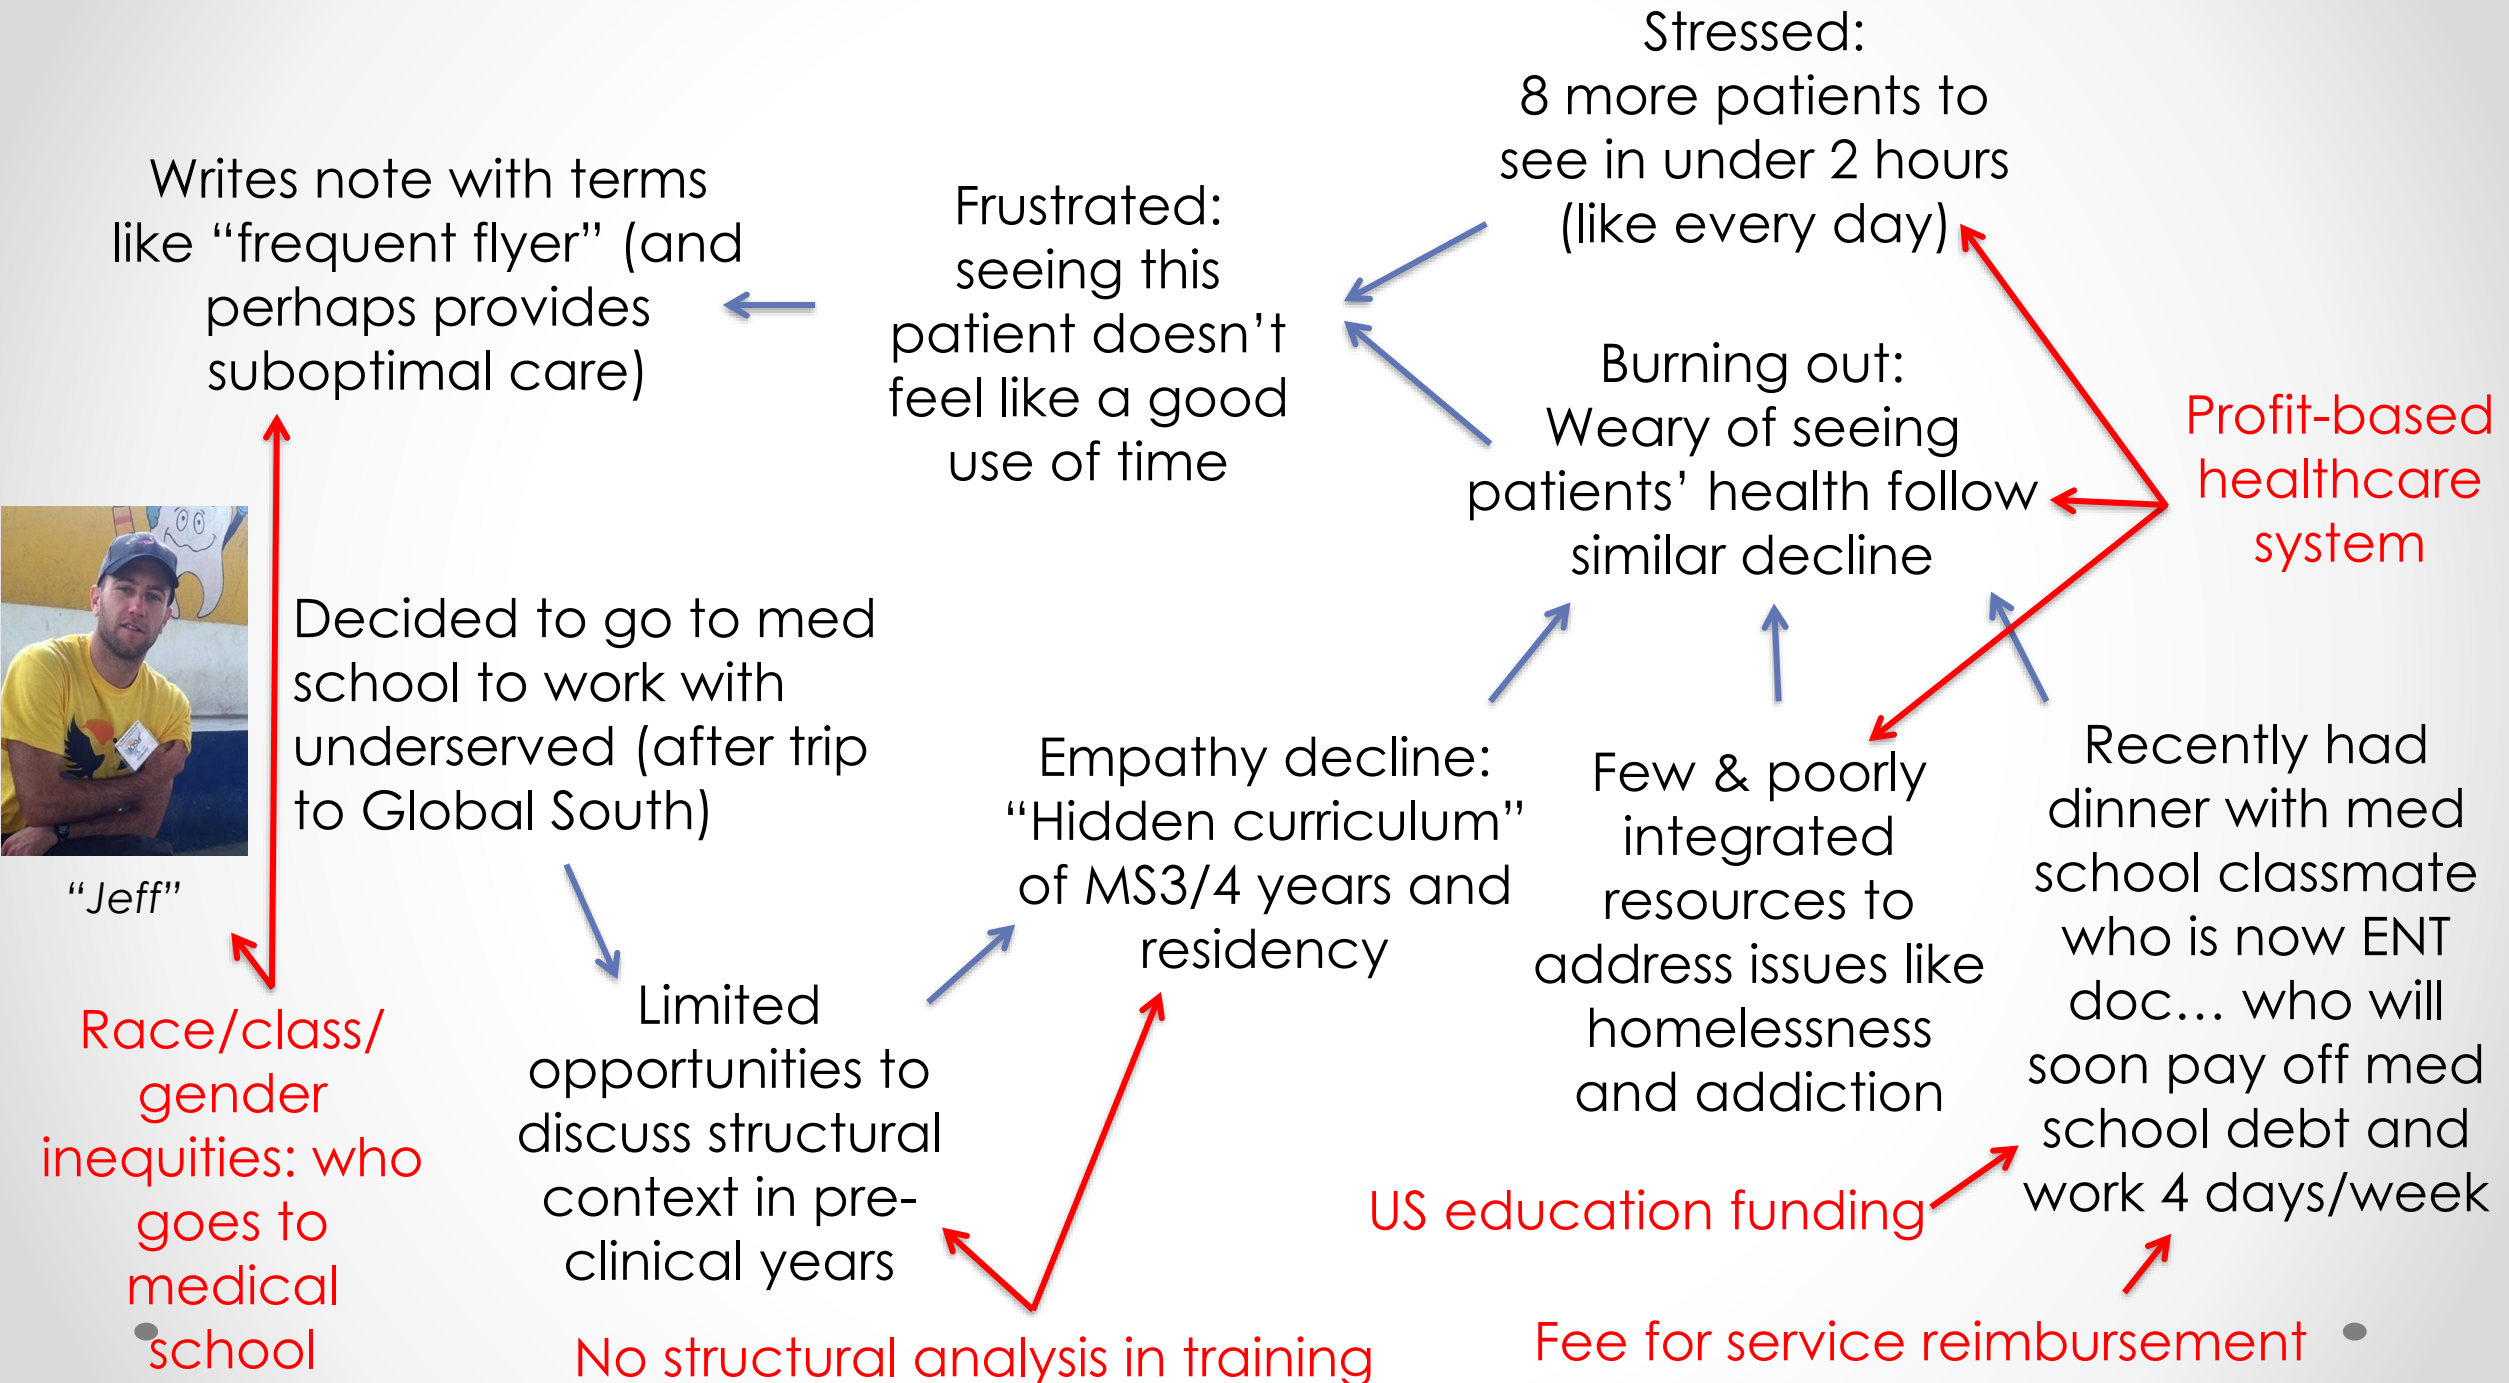 Stressed:
8 more patients to
see in under 2 hours
(like every day)
Writes note with terms
like “frequent flyer” (and
perhaps provides
suboptimal care)
Frustrated:
seeing this
patient doesn’t
feel like a good
use of time
Burning out:
Weary of seeing
patients’ health follow
similar decline
Profit-based
healthcare
system
Decided to go to med
school to work with
underserved (after trip
to Global South)
“Jeff”
Empathy decline:
“Hidden curriculum”
of MS3/4 years and
residency
Few & poorly
integrated
resources to
address issues like
homelessness
and addiction
Recently had
dinner with med
school classmate
who is now ENT
doc… who will
soon pay off med
school debt and
work 4 days/week
Race/class/
gender
inequities: who
goes to
medical
school
Limited
opportunities to
discuss structural
context in pre-
clinical years
US education funding
No structural analysis in training
Fee for service reimbursement